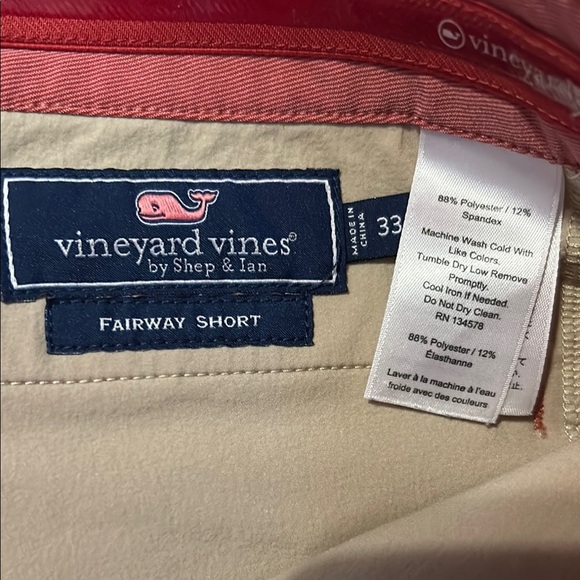 vineyard
vineyard vines®
by Shep & Ian
FAIRWAY SHORT
MADE IN
CHINA
33
88% Polyester / 12%
Spandex
Machine Wash Cold With
Like Colors.
Tumble Dry Low Remove
Promptly.
Cool Iron if Needed.
Do Not Dry Clean.
RN 134578
88% Polyester / 12%
Élasthanne
Laver à la machine à l'eau
froide avec des couleurs